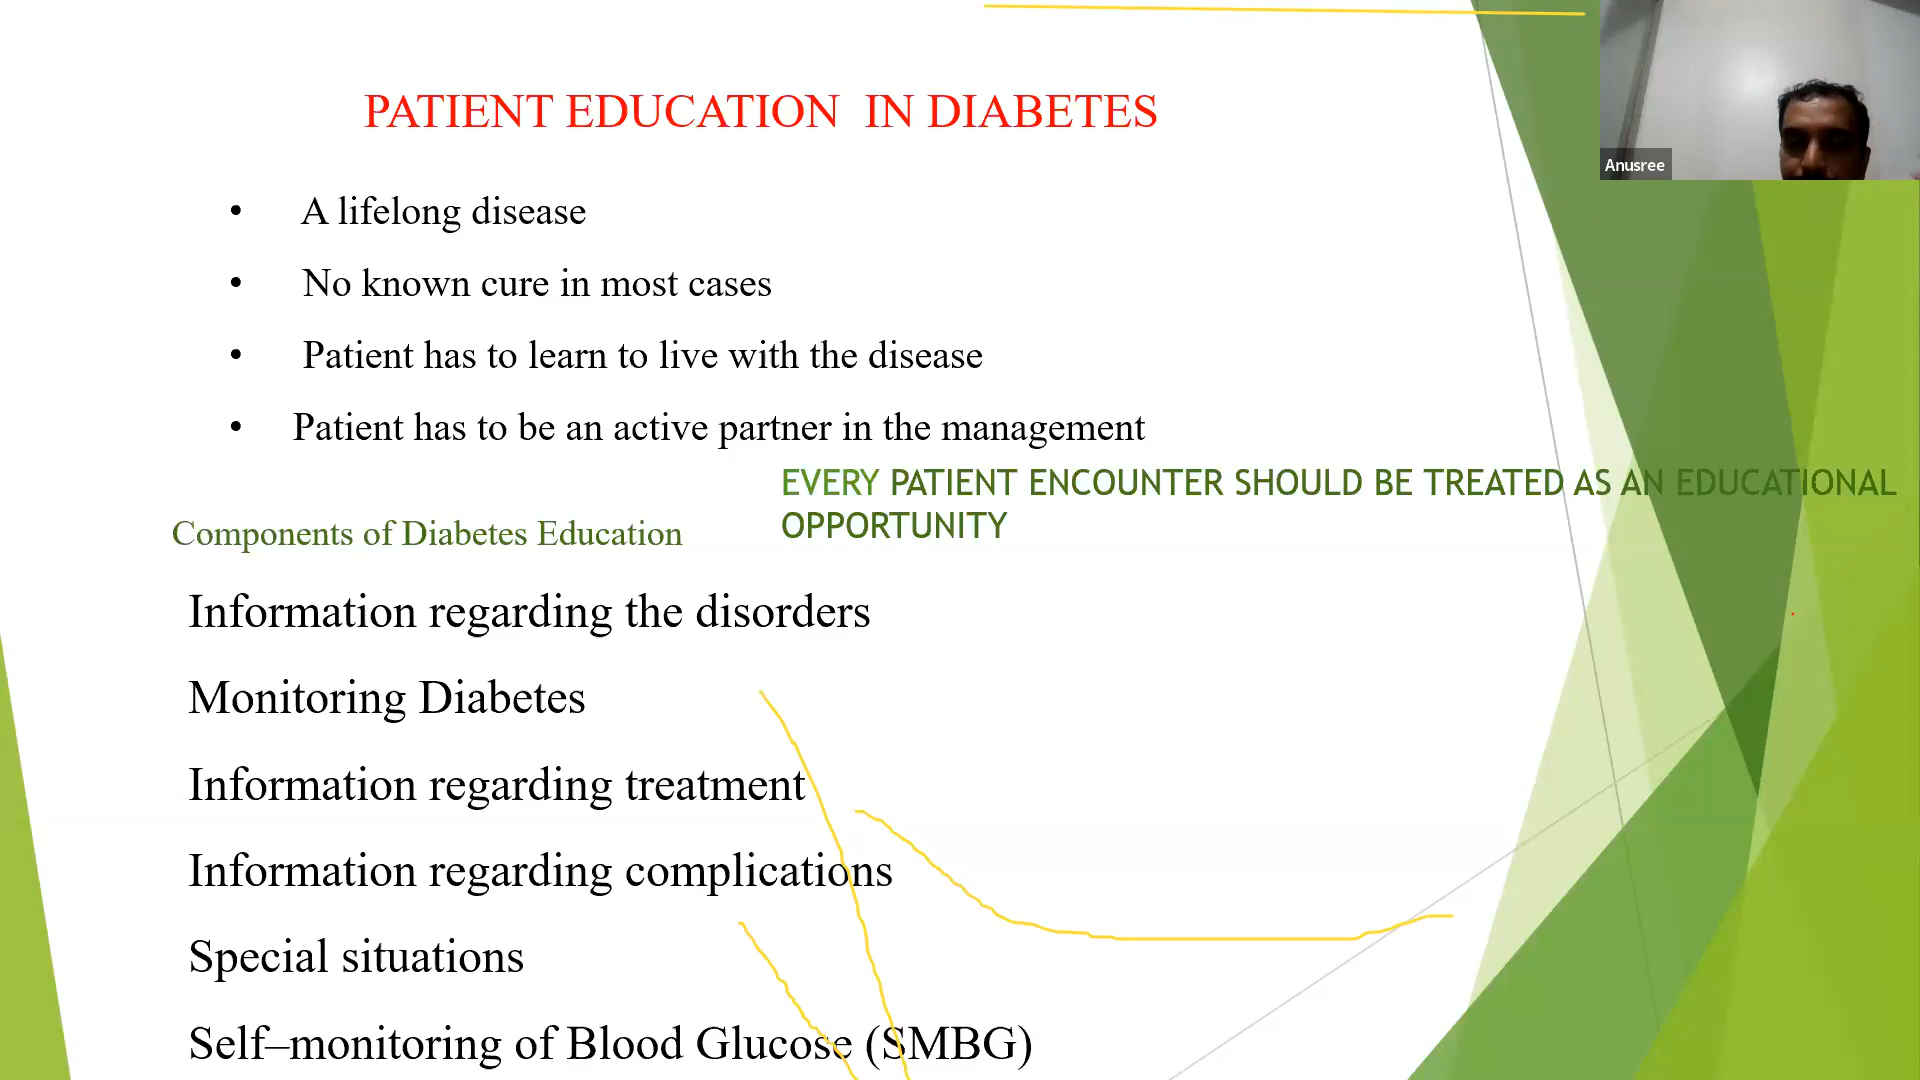 PATIENT EDUCATION IN DIABETES
Anusree
• A lifelong disease
• No known cure in most cases
• Patient has to learn to live with the disease
• Patient has to be an active partner in the management
EVERY PATIENT ENCOUNTER SHOULD BE TREATED AS AN EDUCATIONAL
OPPORTUNITY
Components of Diabetes Education
Information regarding the disorders
Monitoring Diabetes
Information regarding treatment
Information regarding complications
Special situations
Self–monitoring of Blood Glucose (SMBG)